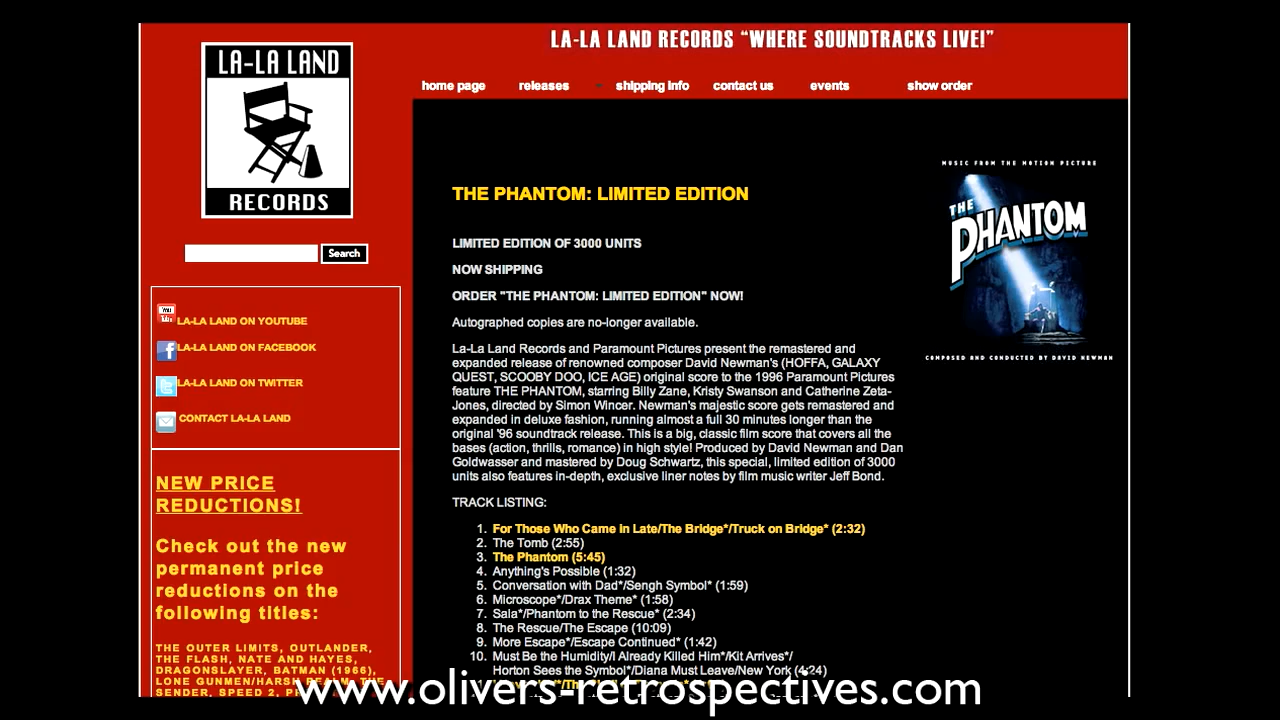 LA-LA LAND RECORDS “WHERE SOUNDTRACKS LIVE!”
LA-LA LAND
RECORDS
home page releases shipping info contact us events show order
Search
You
Tube
LA-LA LAND ON YOUTUBE
LA-LA LAND ON FACEBOOK
LA-LA LAND ON TWITTER
CONTACT LA-LA LAND
NEW PRICE
REDUCTIONS!
Check out the new
permanent price
reductions on the
following titles:
THE OUTER LIMITS, OUTLANDER,
THE FLASH, NATE AND HAYES,
DRAGONSLAYER, BATMAN (1966),
LONE GUNMEN/HARSH REALM, THE
SENDER, SPEED 2,
THE PHANTOM: LIMITED EDITION
LIMITED EDITION OF 3000 UNITS
NOW SHIPPING
ORDER "THE PHANTOM: LIMITED EDITION" NOW!
Autographed copies are no-longer available.
La-La Land Records and Paramount Pictures present the remastered and
expanded release of renowned composer David Newman's (HOFFA, GALAXY
QUEST, SCOOBY DOO, ICE AGE) original score to the 1996 Paramount Pictures
feature THE PHANTOM, starring Billy Zane, Kristy Swanson and Catherine Zeta-
Jones, directed by Simon Wincer. Newman's majestic score gets remastered and
expanded in deluxe fashion, running almost a full 30 minutes longer than the
original '96 soundtrack release. This is a big, classic film score that covers all the
bases (action, thrills, romance) in high style! Produced by David Newman and Dan
Goldwasser and mastered by Doug Schwartz, this special, limited edition of 3000
units also features in-depth, exclusive liner notes by film music writer Jeff Bond.
TRACK LISTING:
1. For Those Who Came in Late/The Bridge*/Truck on Bridge* (2:32)
2. The Tomb (2:55)
3. The Phantom (5:45)
4. Anything's Possible (1:32)
5. Conversation with Dad*/Sengh Symbol* (1:59)
6. Microscope*/Drax Theme* (1:58)
7. Sala*/Phantom to the Rescue* (2:34)
8. The Rescue/The Escape (10:09)
9. More Escape*/Escape Continued* (1:42)
10. Must Be the Humidity/I Already Killed Him*/Kit Arrives*/
Horton Sees the Symbol*/Diana Must Leave/New York (4:24)
MUSIC FROM THE MOTION PICTURE
THE
PHANTOM
COMPOSED AND CONDUCTED BY DAVID NEWMAN
www.olivers-retrospectives.com